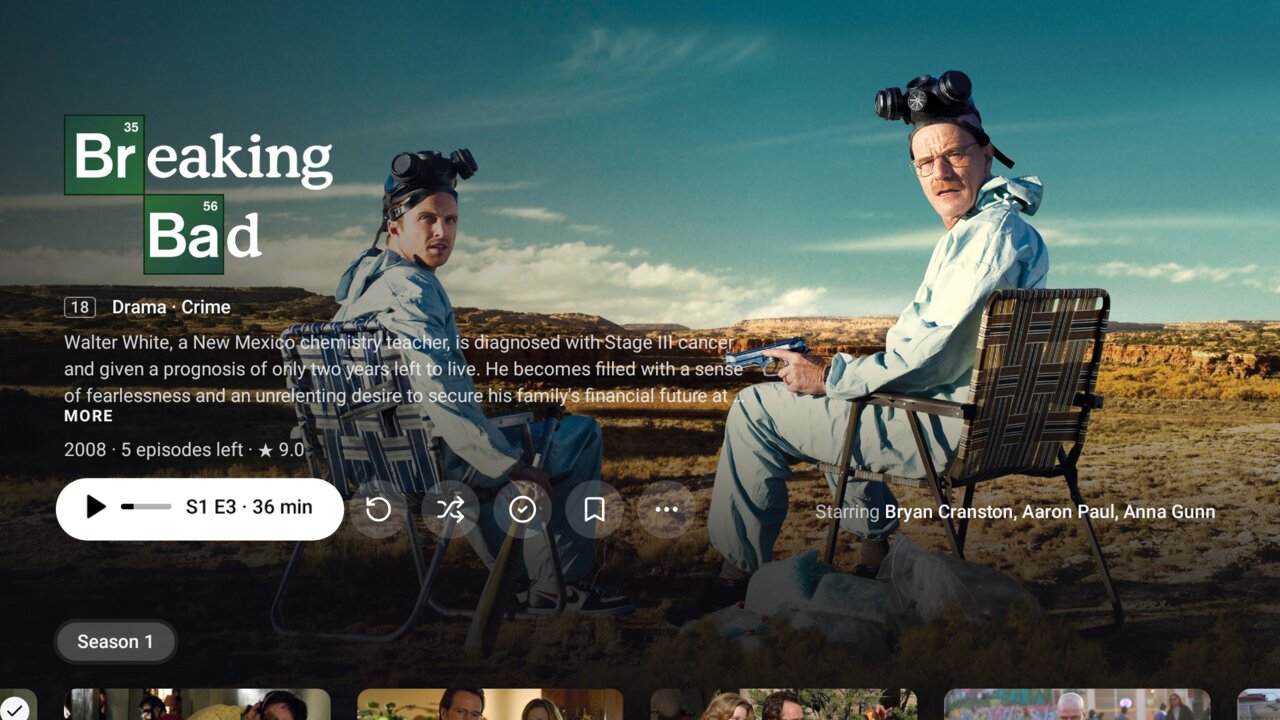 35
Breaking
56
Bad
18 Drama · Crime
Walter White, a New Mexico chemistry teacher, is diagnosed with Stage III cancer
and given a prognosis of only two years left to live. He becomes filled with a sense
of fearlessness and an unrelenting desire to secure his family's financial future at ...
MORE
2008 · 5 episodes left · ★ 9.0
S1 E3 · 36 min
Starring Bryan Cranston, Aaron Paul, Anna Gunn
Season 1